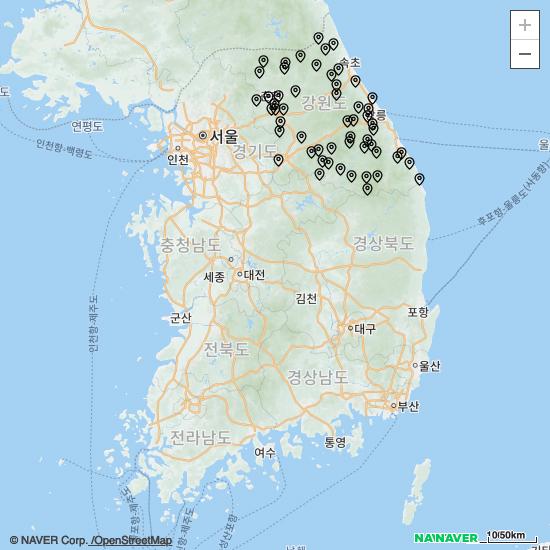 +
−
속초
춘천
강원도
강릉
연평도
서울
인천항-백령도
인천
경기도
울
후포항-울릉도(사동항)
충청남도
경상북도
세종
대전
인천항-제주도
김천
군산
포항
대구
전북도
울산
경상남도
부산
전라남도
여수
통영
© NAVER Corp. /OpenStreetMap
NAVER
10/50km